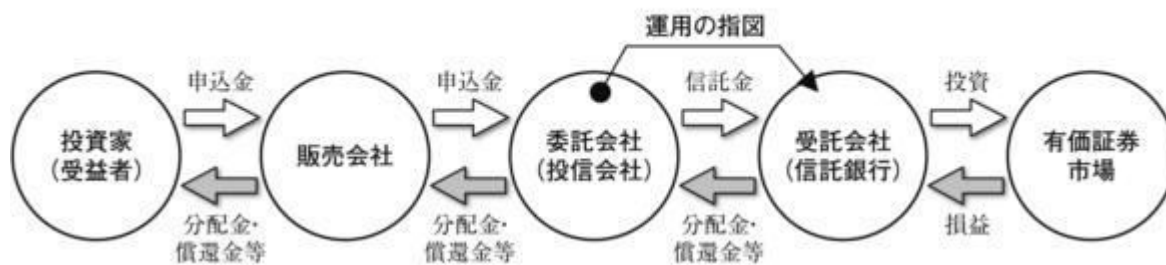 運用の指図
申込金
申込金
信託金
投資
投資家
（受益者）
販売会社
委託会社
（投信会社）
受託会社
（信託銀行）
有価証券
市場
分配金・
償還金等
分配金・
償還金等
分配金・
償還金等
損益